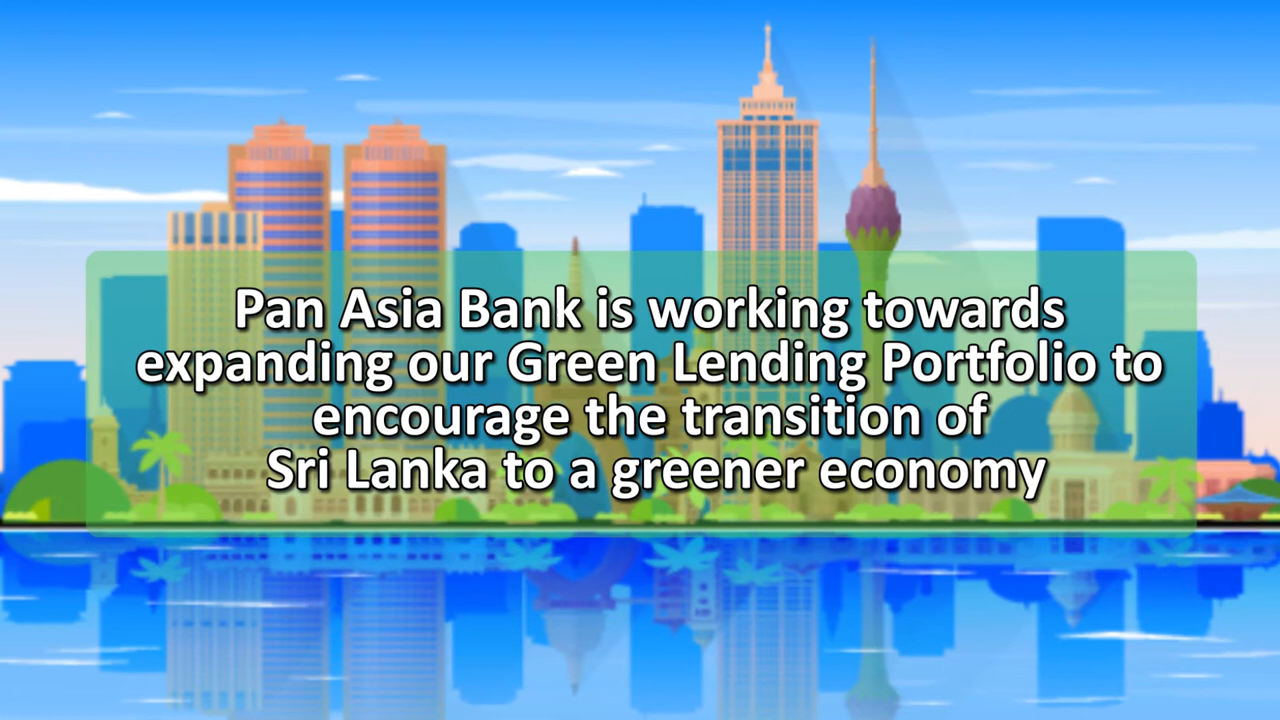 Pan Asia Bank is working towards
expanding our Green Lending Portfolio to
encourage the transition of
Sri Lanka to a greener economy